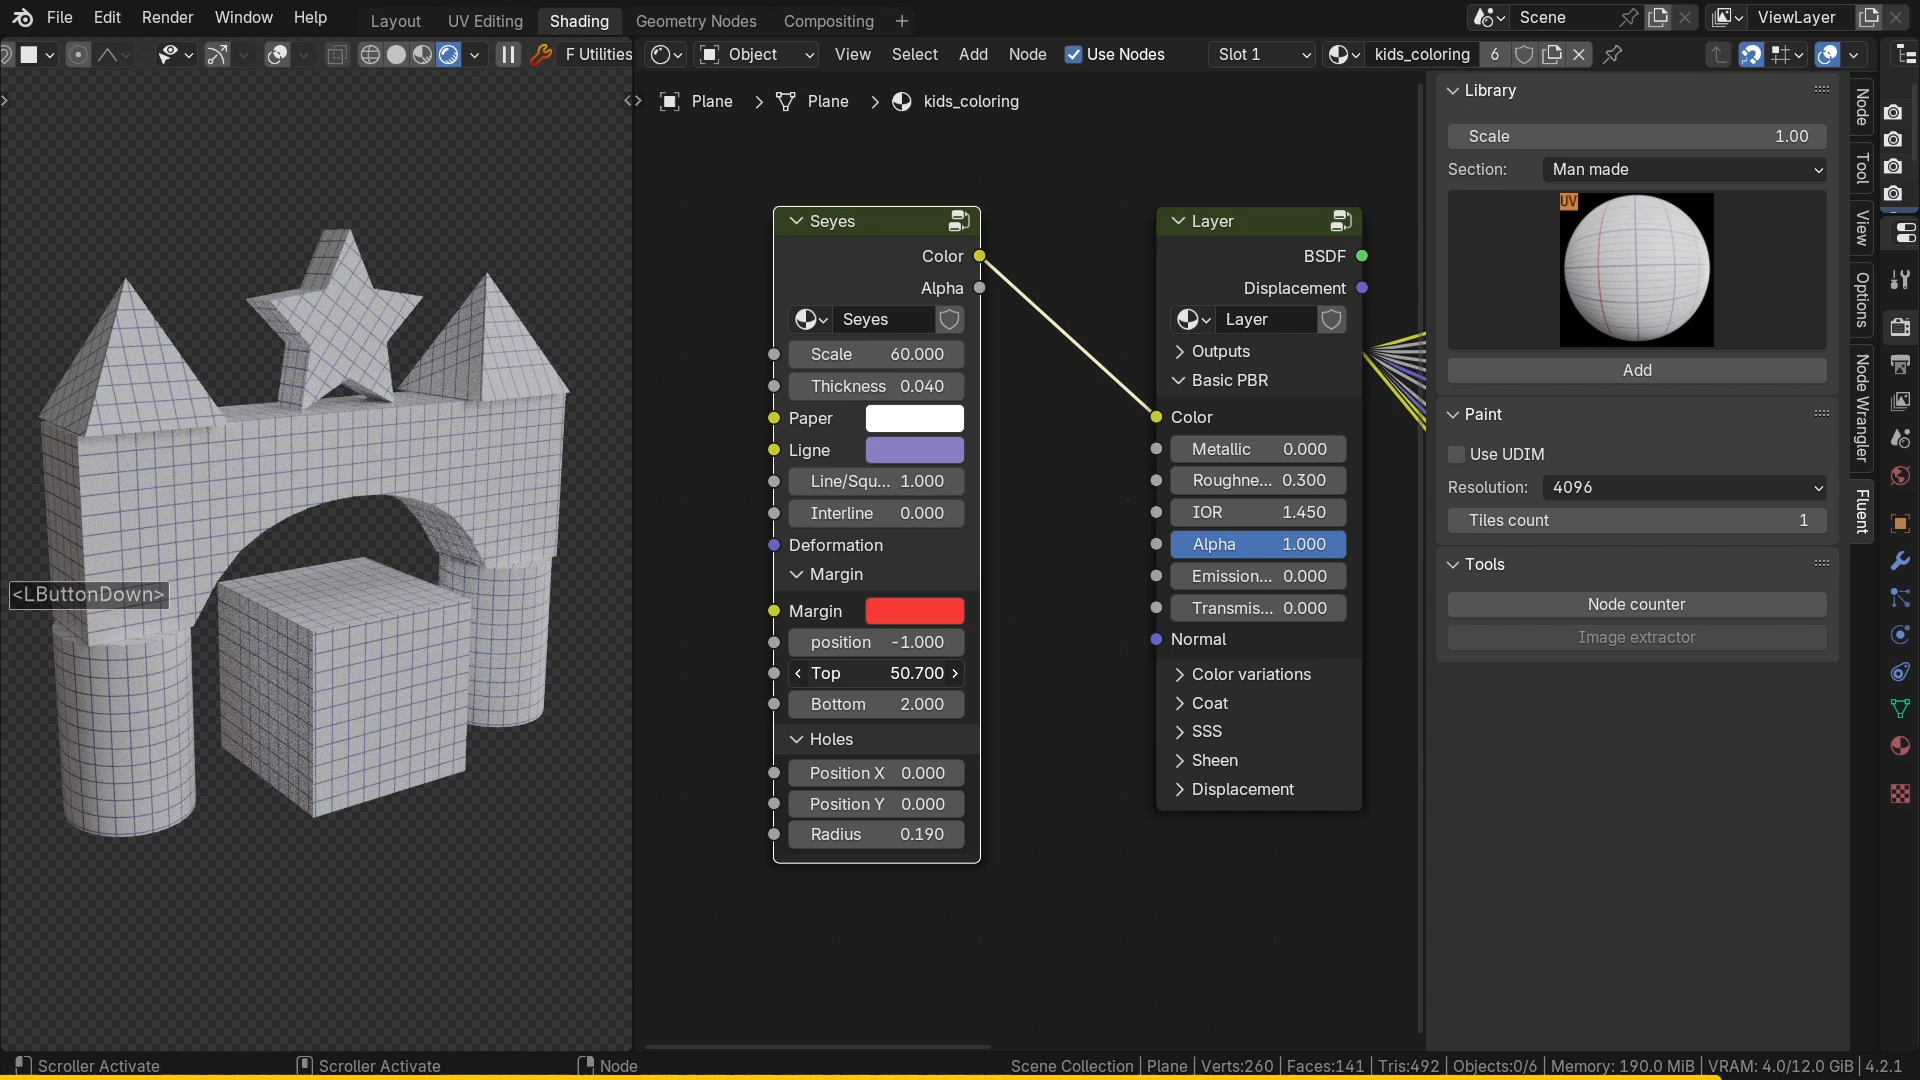 File Edit Render Window Help Layout UV Editing Shading Geometry Nodes Compositing + Scene ViewLayer
F Utilities Object View Select Add Node Use Nodes Slot 1 kids_coloring 6
Plane > Plane > kids_coloring
<LButtonDown>
Seyes
Color
Alpha
Seyes
Scale 60.000
Thickness 0.040
Paper
Ligne
Line/Squ... 1.000
Interline 0.000
Deformation
Margin
Margin
position -1.000
Top 50.700
Bottom 2.000
Holes
Position X 0.000
Position Y 0.000
Radius 0.190
Layer
BSDF
Displacement
Layer
Outputs
Basic PBR
Color
Metallic 0.000
Roughne... 0.300
IOR 1.450
Alpha 1.000
Emission... 0.000
Transmis... 0.000
Normal
Color variations
Coat
SSS
Sheen
Displacement
Library
Scale 1.00
Section: Man made
UV
Add
Paint
Use UDIM
Resolution: 4096
Tiles count 1
Tools
Node counter
Image extractor
Node
Tool
View
Options
Node Wrangler
Fluent
Scroller Activate Scroller Activate Node Scene Collection | Plane | Verts:260 | Faces:141 | Tris:492 | Objects:0/6 | Memory: 190.0 MiB | VRAM: 4.0/12.0 GiB | 4.2.1